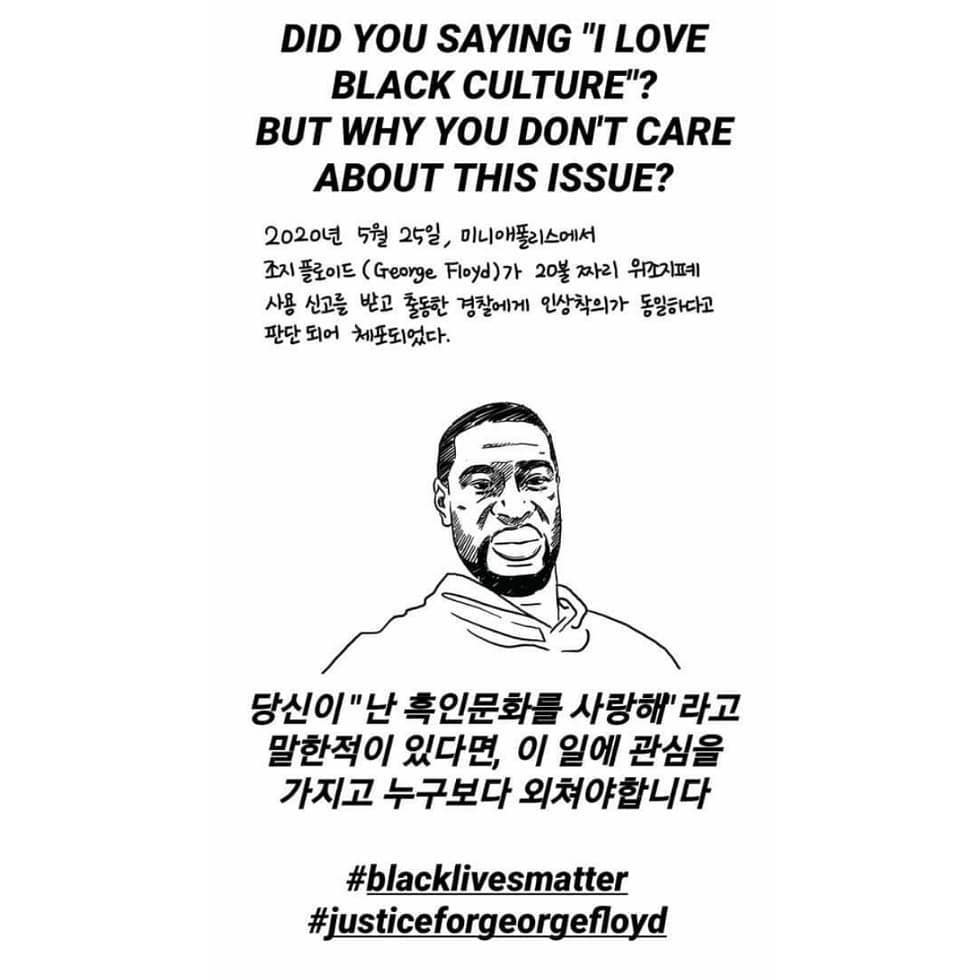 DID YOU SAYING "I LOVE
BLACK CULTURE"?
BUT WHY YOU DON'T CARE
ABOUT THIS ISSUE?
2020년 5월 25일, 미니애폴리스에서
조지플로이드 (George Floyd)가 20불 짜리 위조지폐
사용 신고를 받고 출동한 경찰에게 인상착의가 동일하다고
판단되어 체포되었다.
당신이 "난 흑인문화를 사랑해"라고
말한적이 있다면, 이 일에 관심을
가지고 누구보다 외쳐야합니다
#blacklivesmatter
#justiceforgeorgefloyd